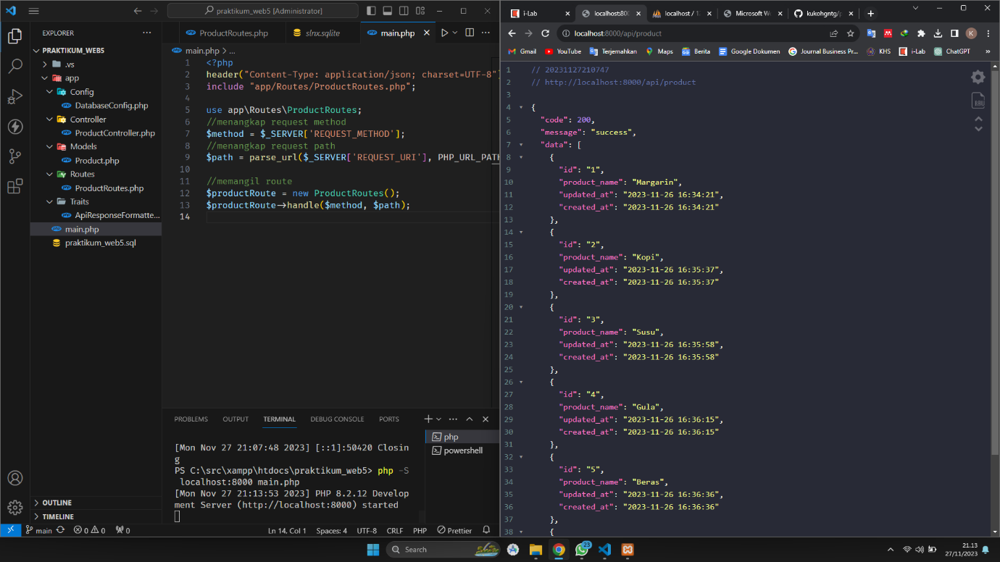 praktikum_web5 [Administrator]
EXPLORER
PRAKTIKUM_WEB5
.vs
app
Config
DatabaseConfig.php
Controller
ProductController.php
Models
Product.php
Routes
ProductRoutes.php
Traits
ApiResponseFormatte...
main.php
praktikum_web5.sql
OUTLINE
TIMELINE
ProductRoutes.php
slnx.sqlite
main.php
main.php > ...
1 <?php
2 header("Content-Type: application/json; charset=UTF-8")
3 include "app/Routes/ProductRoutes.php";
4
5 use app\Routes\ProductRoutes;
6 //menangkap request method
7 $method = $_SERVER['REQUEST_METHOD'];
8 //menangkap request path
9 $path = parse_url($_SERVER['REQUEST_URI'], PHP_URL_PATH
10
11 //memangil route
12 $productRoute = new ProductRoutes();
13 $productRoute->handle($method, $path);
14
PROBLEMS OUTPUT TERMINAL DEBUG CONSOLE PORTS
[Mon Nov 27 21:07:48 2023] [::1]:50420 Closin
g
PS C:\src\xampp\htdocs\praktikum_web5> php -S
localhost:8000 main.php
[Mon Nov 27 21:13:53 2023] PHP 8.2.12 Develop
ment Server (http://localhost:8000) started
php
powershell
main 0 0 0 Ln 14, Col 1 Spaces: 4 UTF-8 CRLF PHP Prettier
i-Lab
localhost:800
localhost / 12
Microsoft W
kukohgntg/p
localhost:8000/api/product
K
Gmail YouTube Terjemahkan Maps Berita Google Dokumen Journal Business Pr... KHS i-Lab ChatGPT »
RAW
1 // 20231127210747
2 // http://localhost:8000/api/product
3
4 {
5 "code": 200,
6 "message": "success",
7 "data": [
8 {
9 "id": "1",
10 "product_name": "Margarin",
11 "updated_at": "2023-11-26 16:34:21",
12 "created_at": "2023-11-26 16:34:21"
13 },
14 {
15 "id": "2",
16 "product_name": "Kopi",
17 "updated_at": "2023-11-26 16:35:37",
18 "created_at": "2023-11-26 16:35:37"
19 },
20 {
21 "id": "3",
22 "product_name": "Susu",
23 "updated_at": "2023-11-26 16:35:58",
24 "created_at": "2023-11-26 16:35:58"
25 },
26 {
27 "id": "4",
28 "product_name": "Gula",
29 "updated_at": "2023-11-26 16:36:15",
30 "created_at": "2023-11-26 16:36:15"
31 },
32 {
33 "id": "5",
34 "product_name": "Beras",
35 "updated_at": "2023-11-26 16:36:36",
36 "created_at": "2023-11-26 16:36:36"
37 },
38 {
Search
23
21.13
27/11/2023